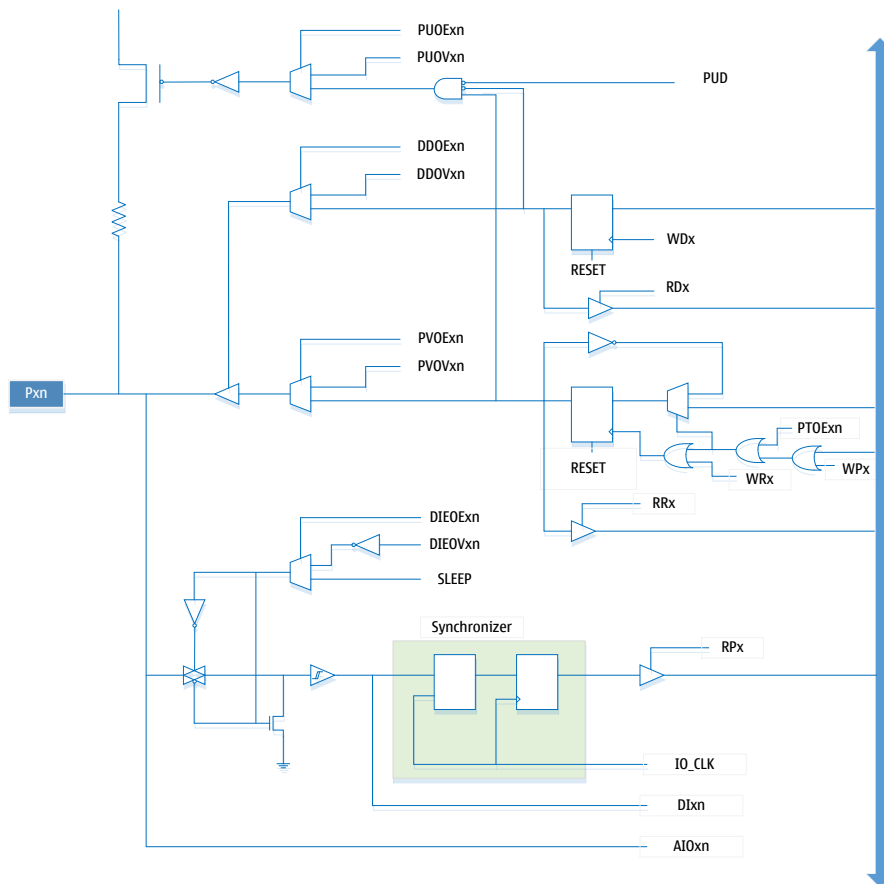 PUOExn
PUOVxn
PUD
DDOExn
DDOVxn
WDx
RESET
RDx
PVOExn
PVOVxn
Pxn
PTOExn
RESET
WRx
WPx
RRx
DIEOExn
DIEOVxn
SLEEP
Synchronizer
RPx
IO_CLK
DIxn
AIOxn